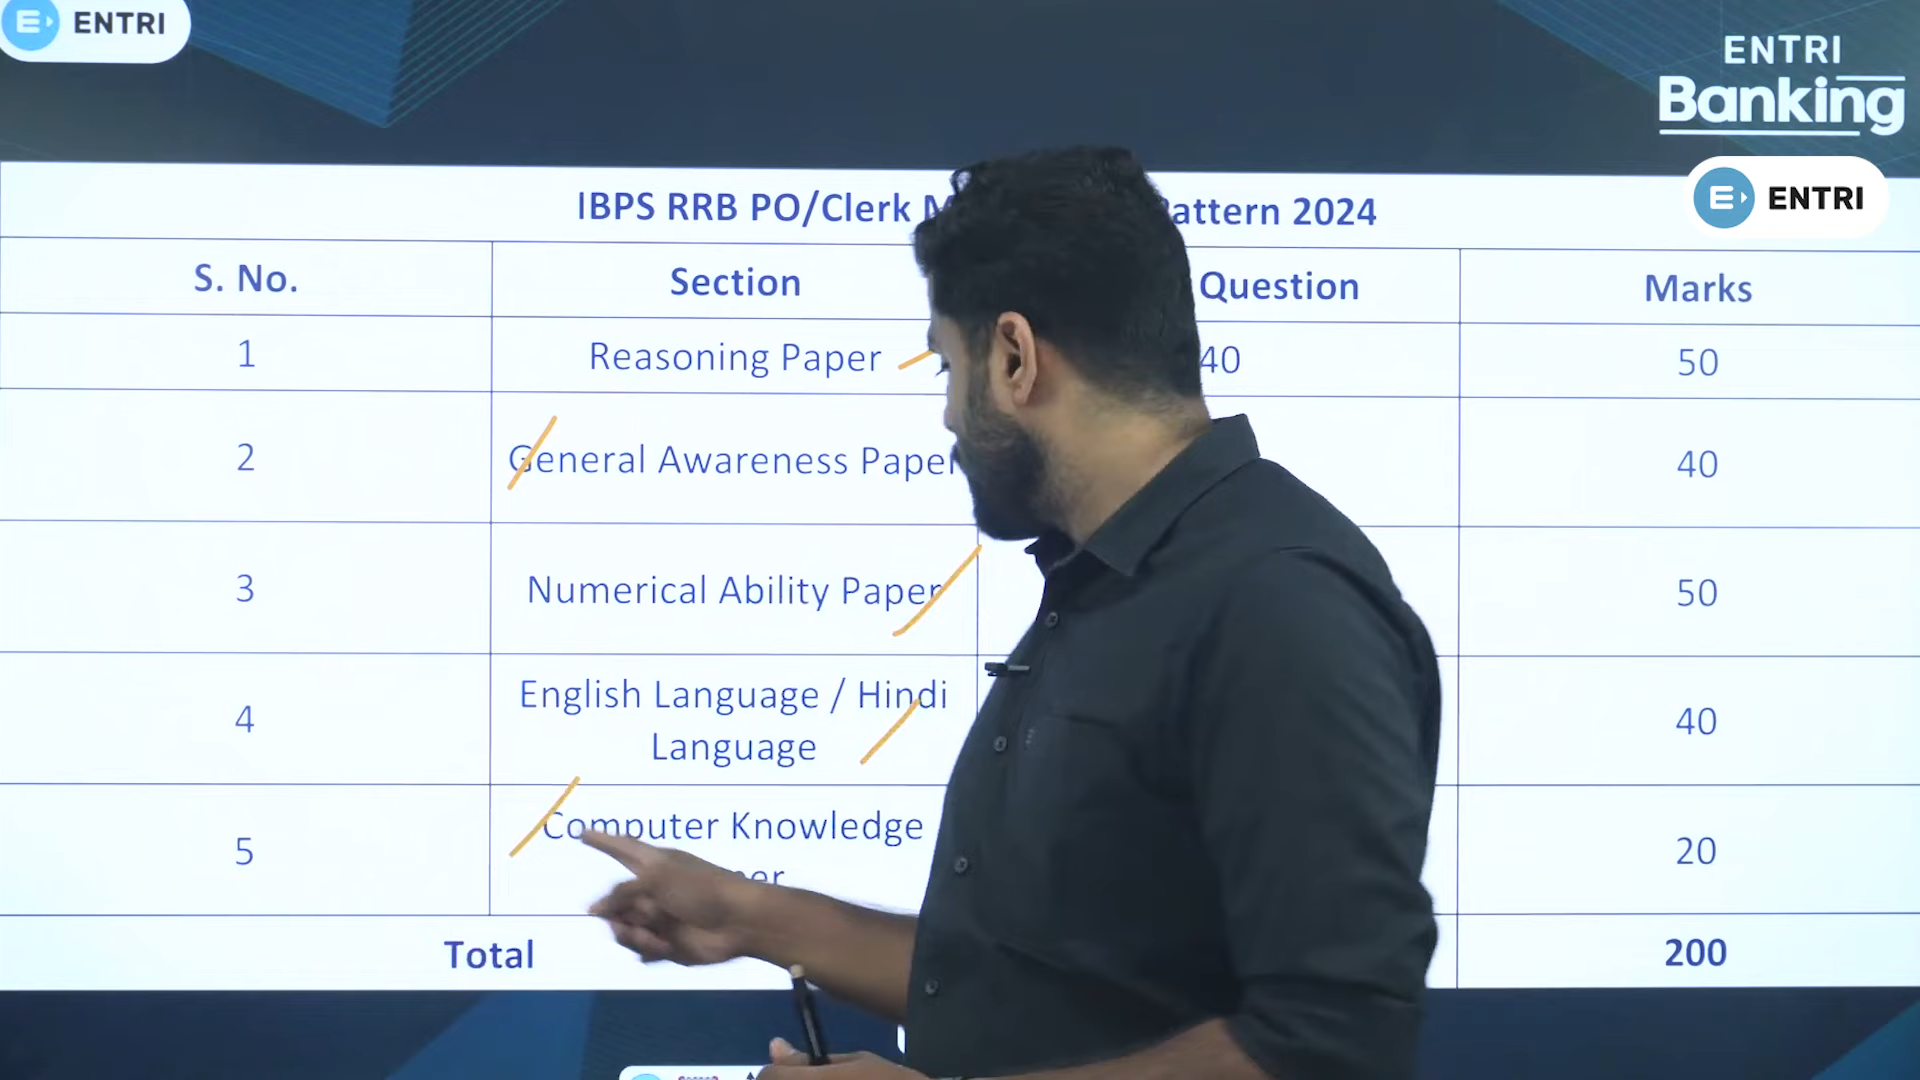 ENTRI
ENTRI
Banking
ENTRI
IBPS RRB PO/Clerk Pattern 2024
S. No. Section Question Marks
1 Reasoning Paper 40 50
2 General Awareness Paper 40
3 Numerical Ability Paper 50
4 English Language / Hindi
Language 40
5 Computer Knowledge 20
Total 200